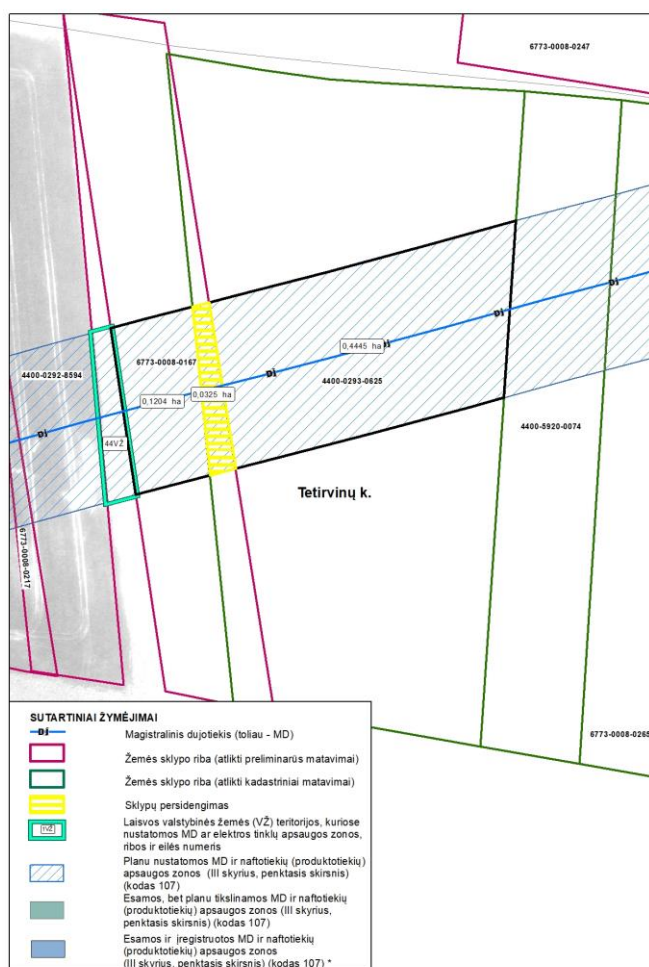 6773-0008-0247
6773-0008-0167
4400-0292-8594
0,4445 ha
Dj
Dj
Dj
Dj
0,0325 ha
4400-0293-0625
0,1204 ha
4400-5920-0074
44VŽ
Tetirvinų k.
6773-0008-0217
6773-0008-0265
SUTARTINIAI ŽYMĖJIMAI
Dj
Magistralinis dujotiekis (toliau - MD)
Žemės sklypo riba (atlikti preliminarūs matavimai)
Žemės sklypo riba (atlikti kadastriniai matavimai)
Sklypų persidengimas
Laisvos valstybinės žemės (VŽ) teritorijos, kuriose
nustatomos MD ar elektros tinklų apsaugos zonos,
ribos ir eilės numeris
Planu nustatomos MD ir naftotiekių (produktotiekių)
apsaugos zonos (III skyrius, penktasis skirsnis)
(kodas 107)
Esamos, bet planu tikslinamos MD ir naftotiekių
(produktotiekių) apsaugos zonos (III skyrius,
penktasis skirsnis) (kodas 107)
Esamos ir įregistruotos MD ir naftotiekių
(produktotiekių) apsaugos zonos
(III skyrius, penktasis skirsnis) (kodas 107) *